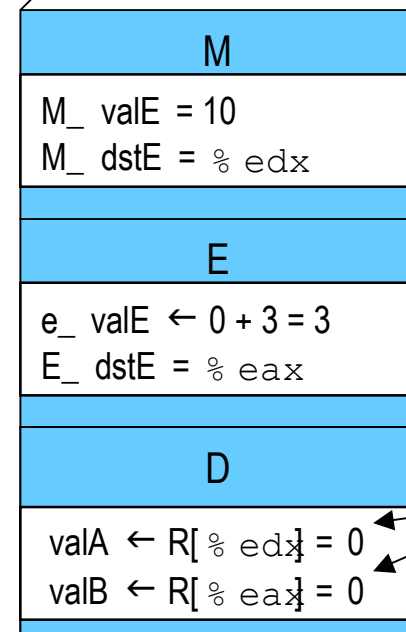 M
M_ valE = 10
M_ dstE = % edx
E
e_ valE ← 0 + 3 = 3
E_ dstE = % eax
D
valA ← R[ % edx] = 0
valB ← R[ % eax] = 0